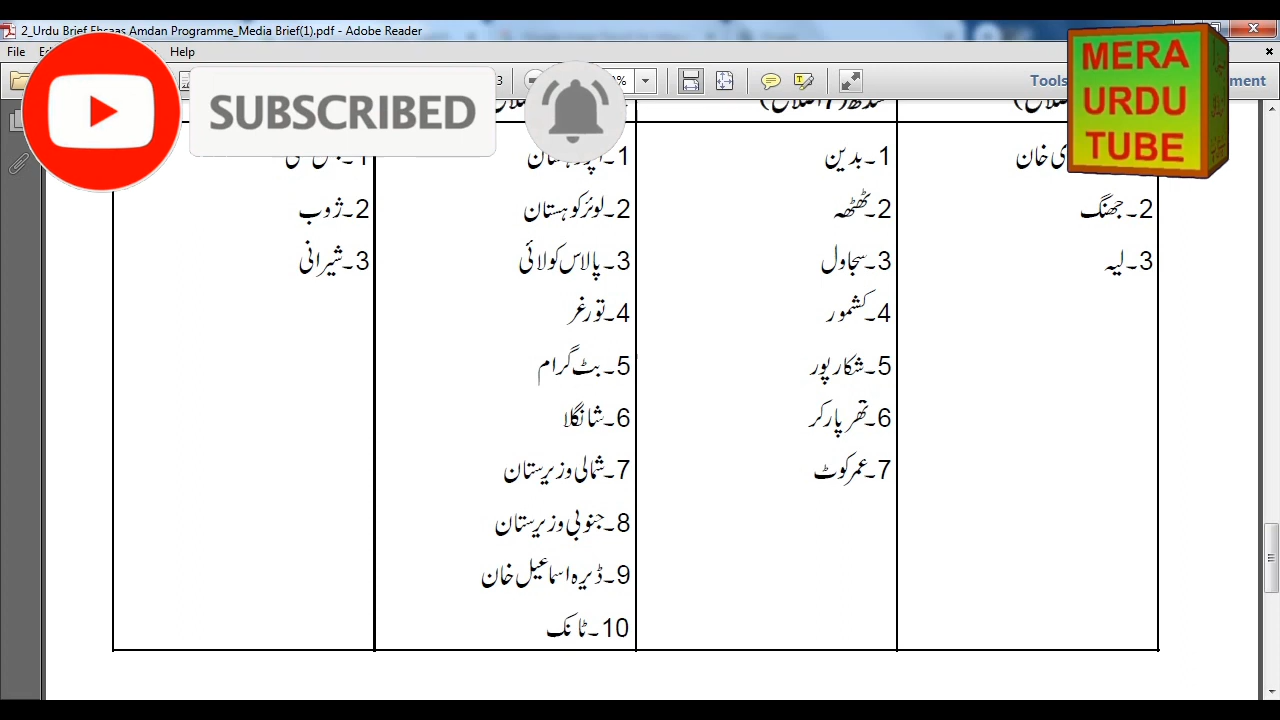 2_Urdu Brief Ehsaas Amdan Programme_Media Brief(1).pdf - Adobe Reader
File
Help
SUBSCRIBED
MERA
URDU
TUBE
Tools
3
خان
2۔جھنگ
3۔لیہ
1۔بدین
2۔ٹھٹھہ
3۔سجاول
4۔کشمور
5۔شکارپور
6۔تھرپارکر
7۔عمرکوٹ
2۔لوئرکوہستان
3۔پالاس کولائی
4۔تورغر
5۔بٹ گرام
6۔شانگلا
7۔شمالی وزیرستان
8۔جنوبی وزیرستان
9۔ڈیرہ اسماعیل خان
10۔ٹانک
2۔ژوب
3۔شیرانی